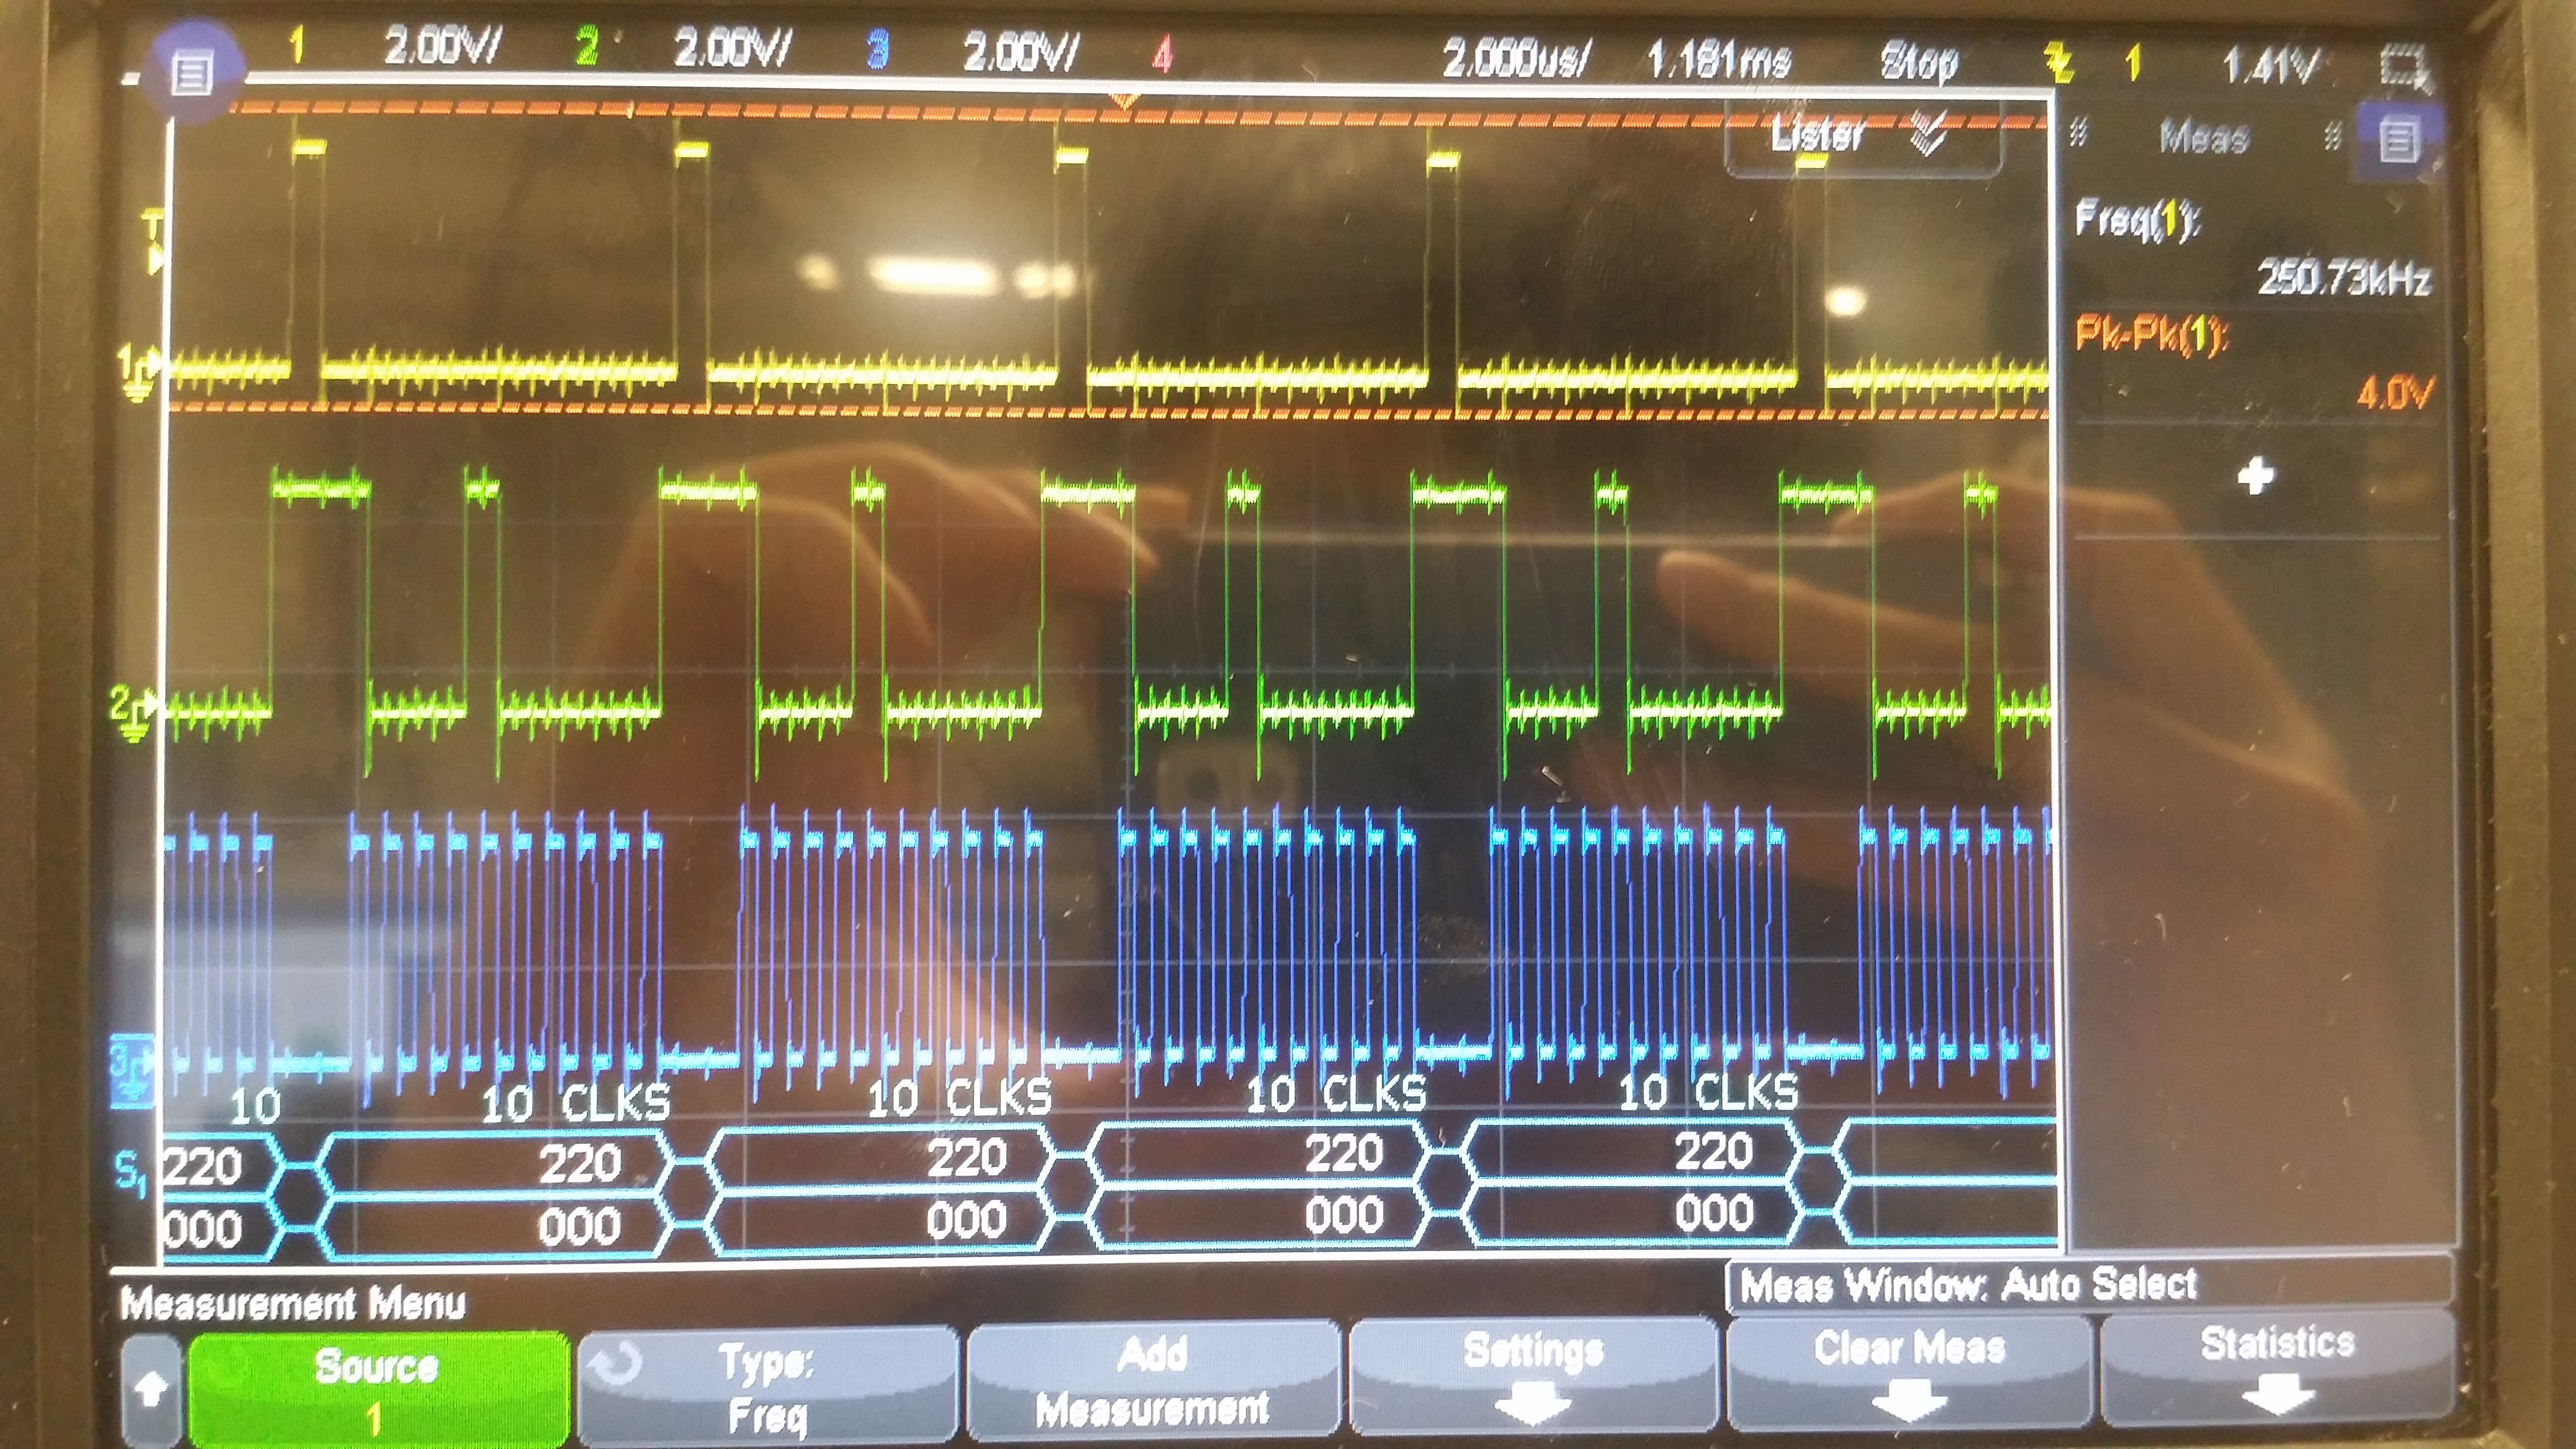 1 2.00V/ 2 2.00V/ 3 2.00V/ 4 2.000us/ 1.181ms Stop 1 1.41V
Lister
Meas
Freq(1):
250.73kHz
Pk-Pk(1):
4.0V
T
1
2
3
10 10 CLKS 10 CLKS 10 CLKS 10 CLKS
S1
220 220 220 220 220
000 000 000 000 000
Meas Window: Auto Select
Measurement Menu
Source
1
Type:
Freq
Add
Measurement
Settings
Clear Meas
Statistics